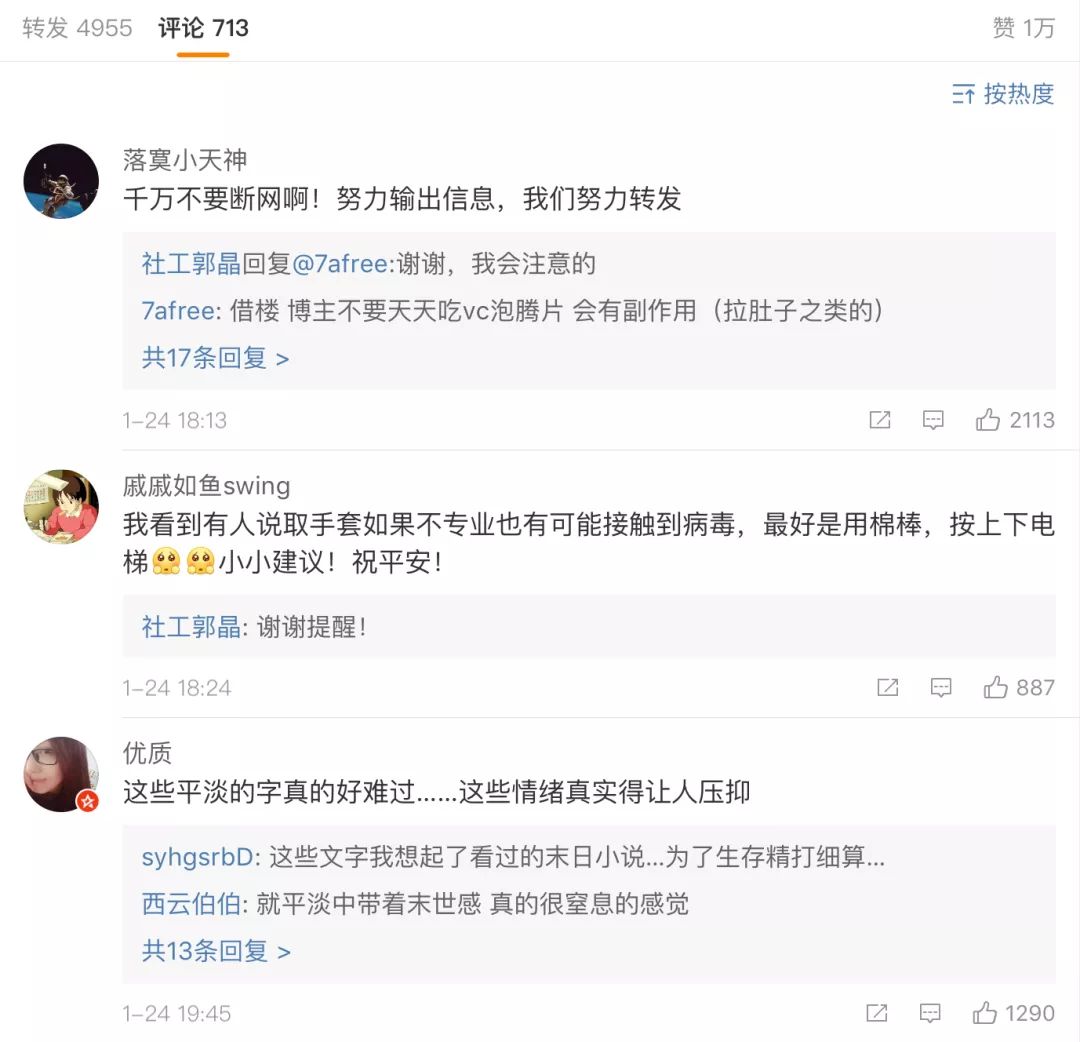 转发 4955 评论 713 赞 1万
按热度
落寞小天神
千万不要断网啊！努力输出信息，我们努力转发
社工郭晶回复@7afree:谢谢，我会注意的
7afree: 借楼 博主不要天天吃vc泡腾片 会有副作用（拉肚子之类的）
共17条回复 >
1-24 18:13 2113
戚戚如鱼swing
我看到有人说取手套如果不专业也有可能接触到病毒，最好是用棉棒，按上下电
梯🥺🥺小小建议！祝平安！
社工郭晶: 谢谢提醒！
1-24 18:24 887
优质
这些平淡的字真的好难过......这些情绪真实得让人压抑
syhgsrbD: 这些文字我想起了看过的末日小说...为了生存精打细算...
西云伯伯: 就平淡中带着末世感 真的很窒息的感觉
共13条回复 >
1-24 19:45 1290